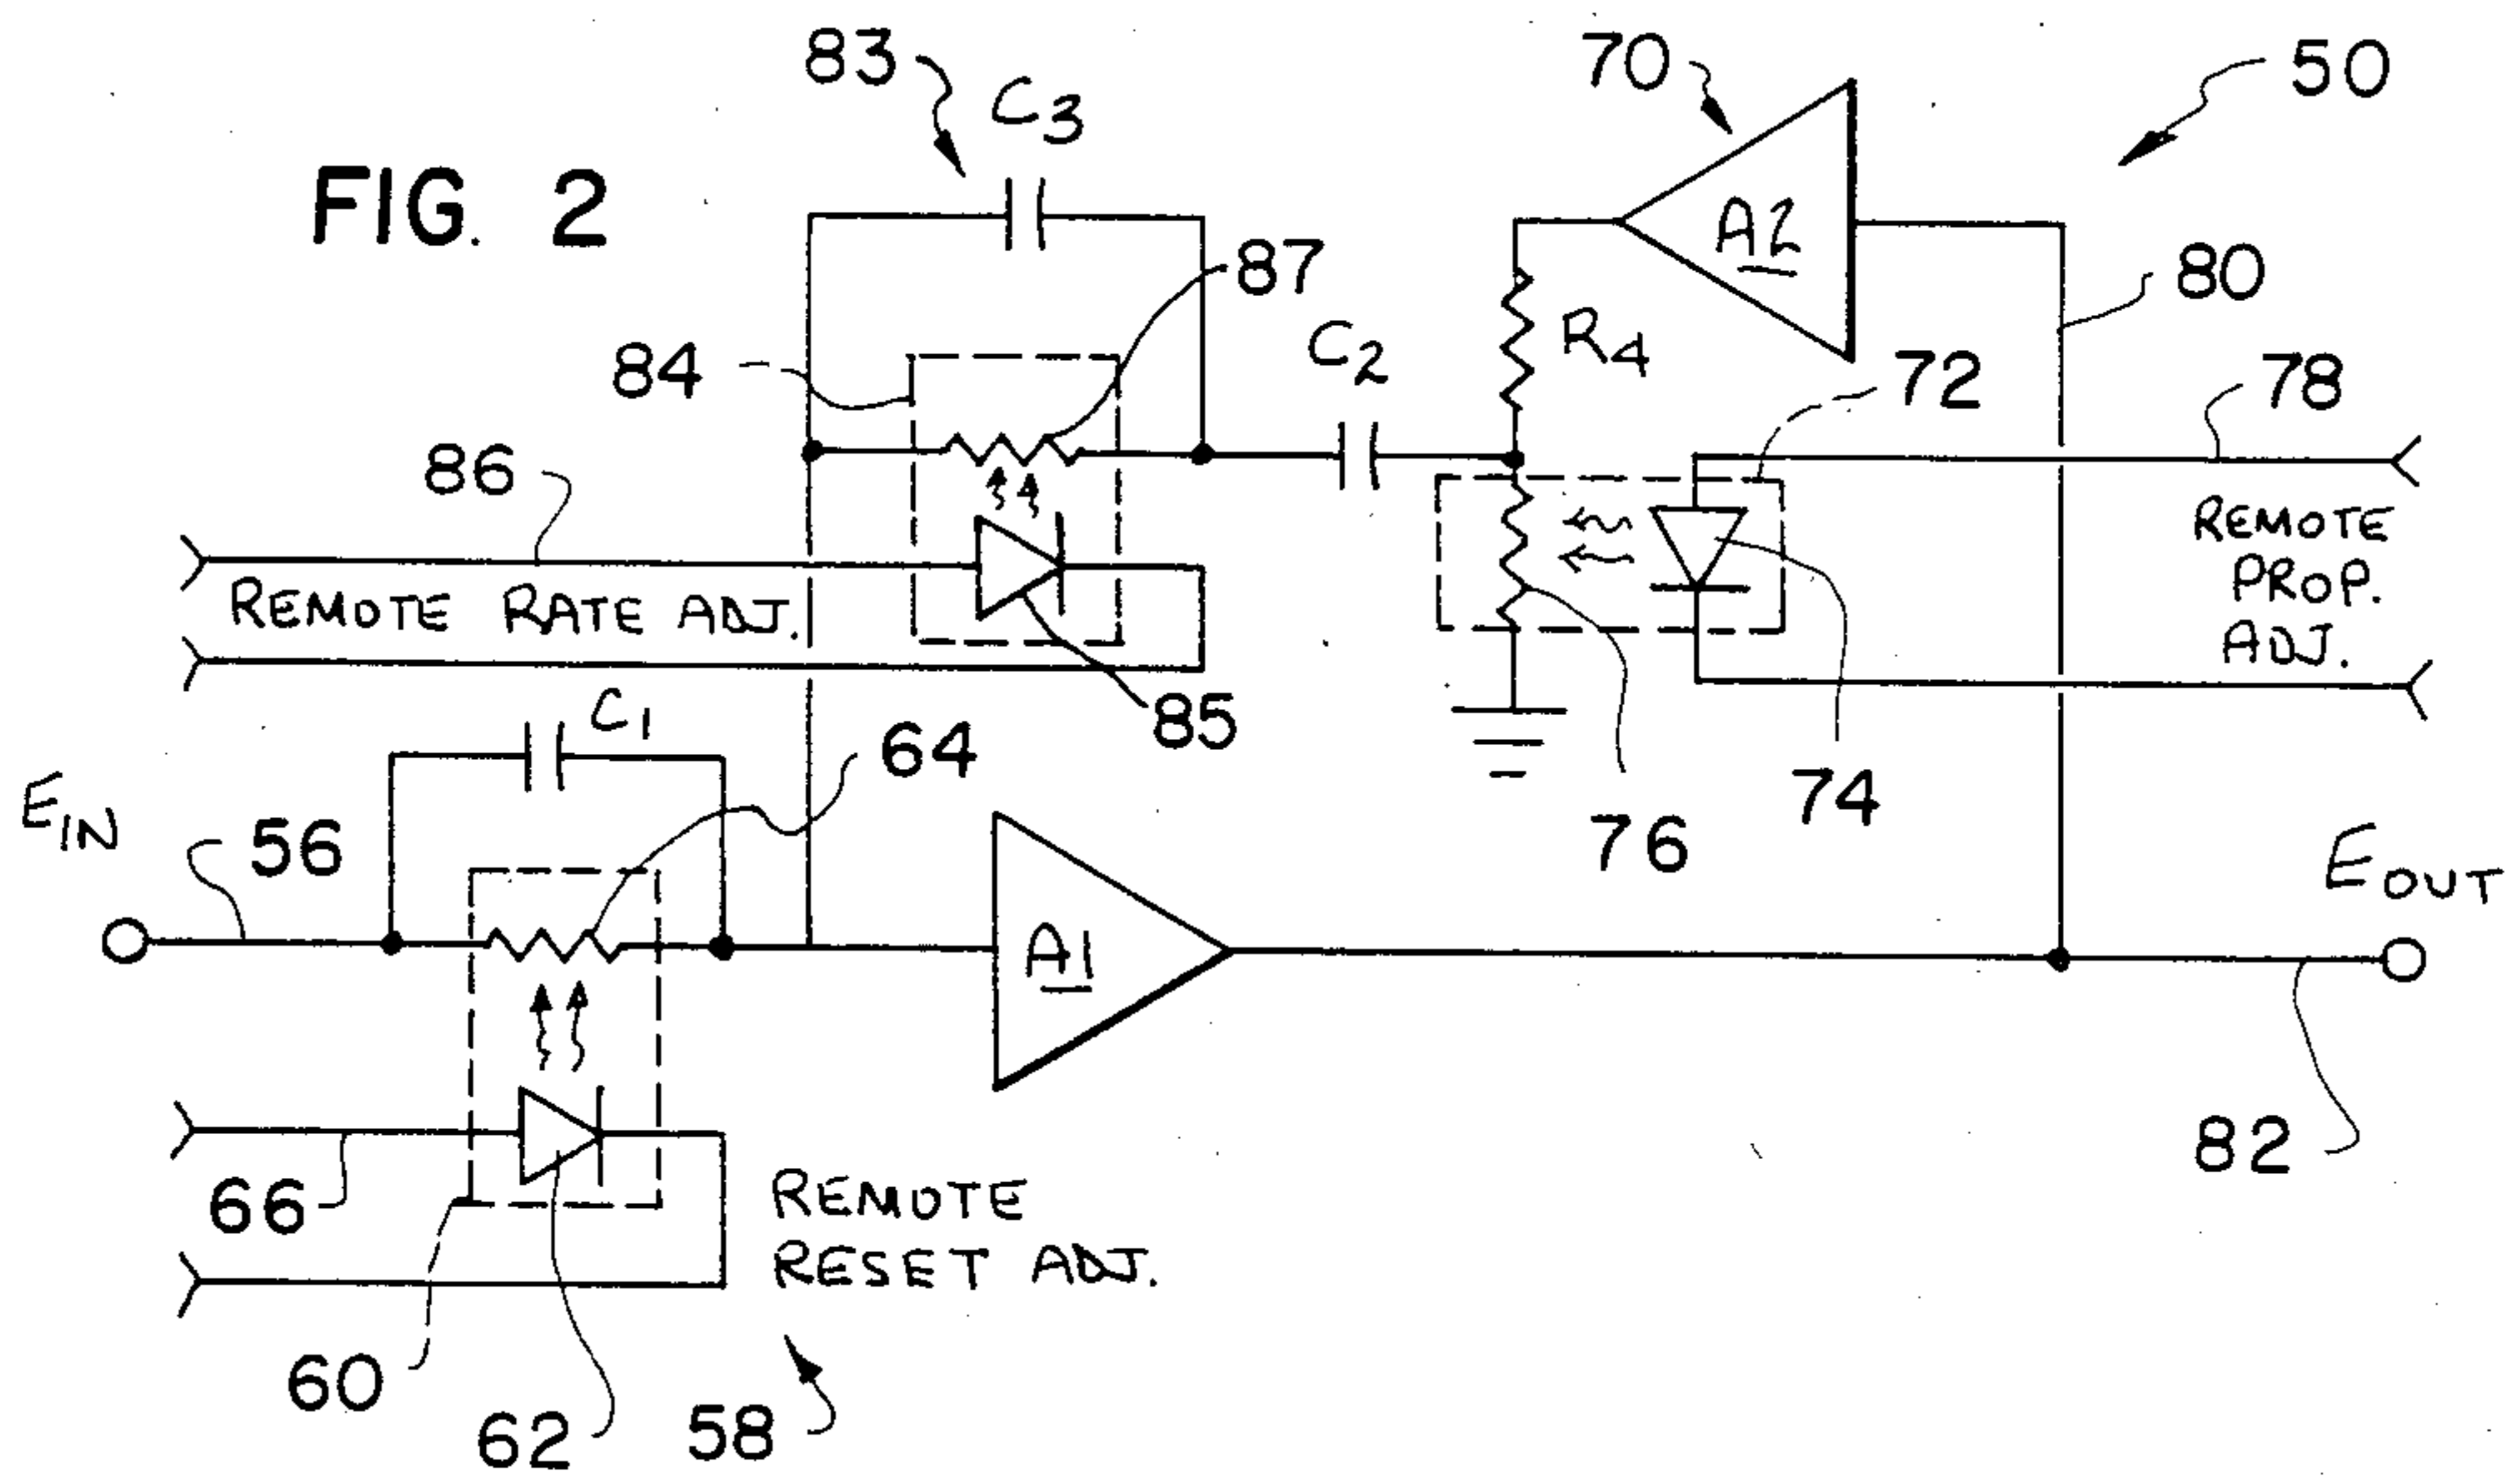 83
C3
70
50
FIG. 2
A2
87
80
R4
C2
84
72
78
86
REMOTE
PROP.
ADJ.
REMOTE RATE ADJ.
C1
85
64
74
76
EIN
56
EOUT
A1
66
82
REMOTE
RESET ADJ.
60
62
58